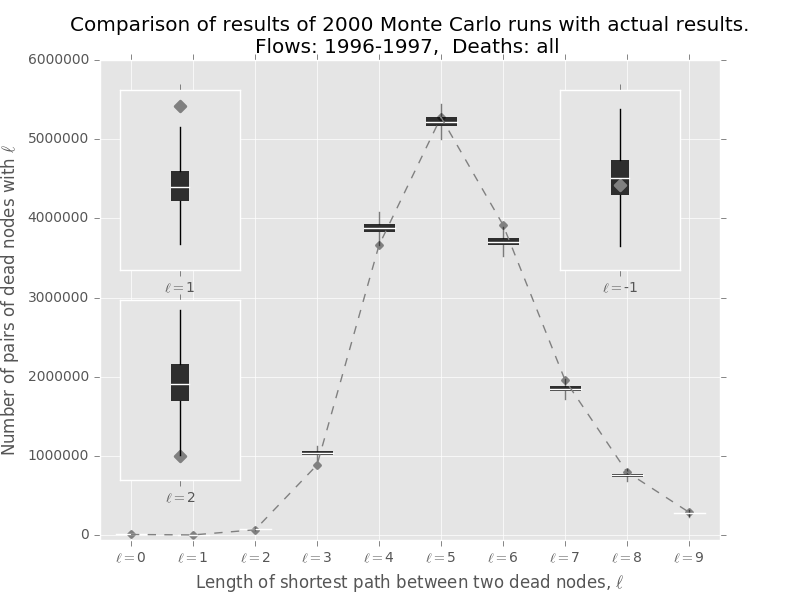 Comparison of results of 2000 Monte Carlo runs with actual results.
Flows: 1996-1997,  Deaths: all
Number of pairs of dead nodes with ℓ
6000000
5000000
4000000
3000000
2000000
1000000
0
ℓ=1
ℓ=-1
ℓ=2
ℓ=0 ℓ=1 ℓ=2 ℓ=3 ℓ=4 ℓ=5 ℓ=6 ℓ=7 ℓ=8 ℓ=9
Length of shortest path between two dead nodes, ℓ